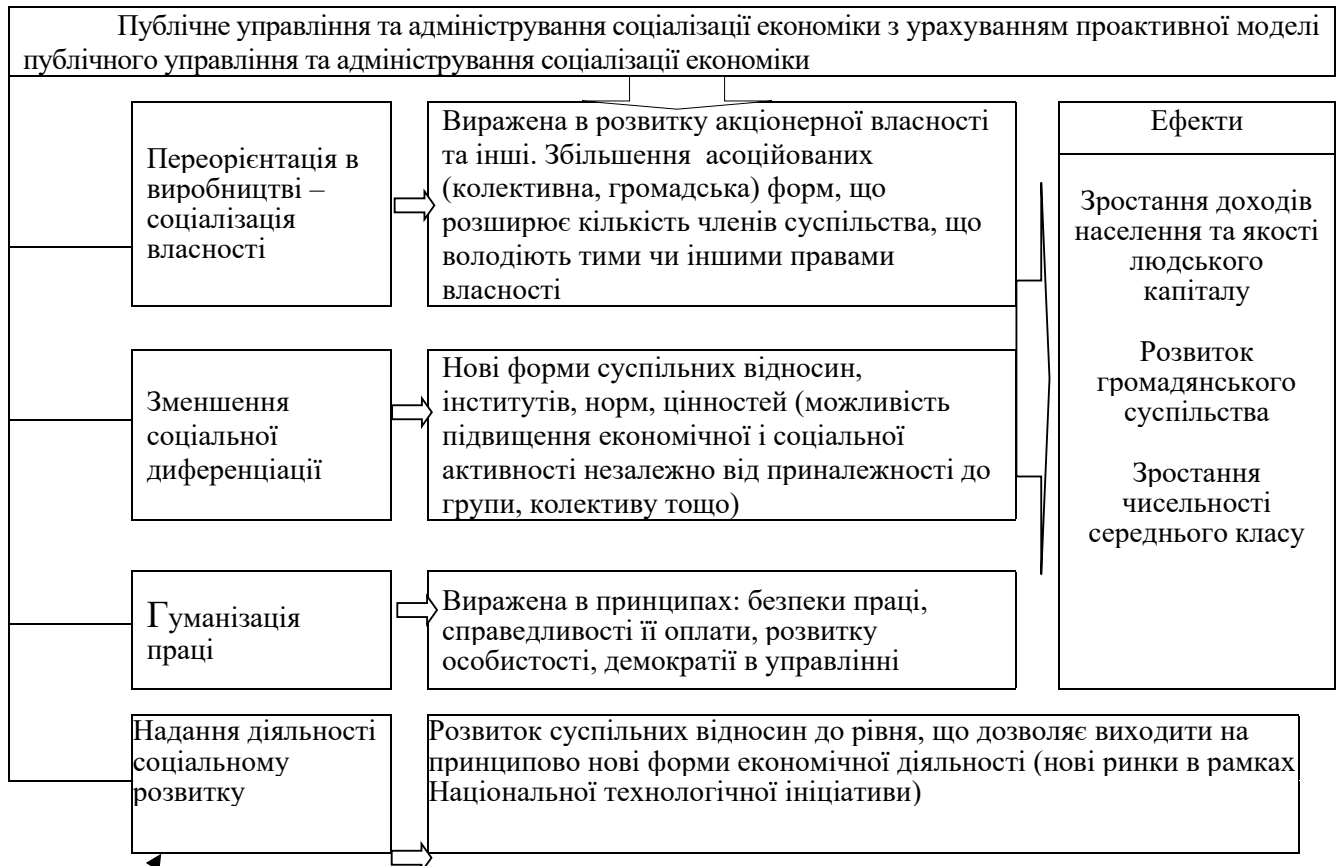 Публічне управління та адміністрування соціалізації економіки з урахуванням проактивної моделі
публічного управління та адміністрування соціалізації економіки
Переорієнтація в
виробництві –
соціалізація
власності
Виражена в розвитку акціонерної власності
та інші. Збільшення асоційованих
(колективна, громадська) форм, що
розширює кількість членів суспільства, що
володіють тими чи іншими правами
власності
Зменшення
соціальної
диференціації
Нові форми суспільних відносин,
інститутів, норм, цінностей (можливість
підвищення економічної і соціальної
активності незалежно від приналежності до
групи, колективу тощо)
Гуманізація
праці
Виражена в принципах: безпеки праці,
справедливості її оплати, розвитку
особистості, демократії в управлінні
Надання діяльності
соціальному
розвитку
Розвиток суспільних відносин до рівня, що дозволяє виходити на
принципово нові форми економічної діяльності (нові ринки в рамках
Національної технологічної ініціативи)
Ефекти
Зростання доходів
населення та якості
людського
капіталу
Розвиток
громадянського
суспільства
Зростання
чисельності
середнього класу